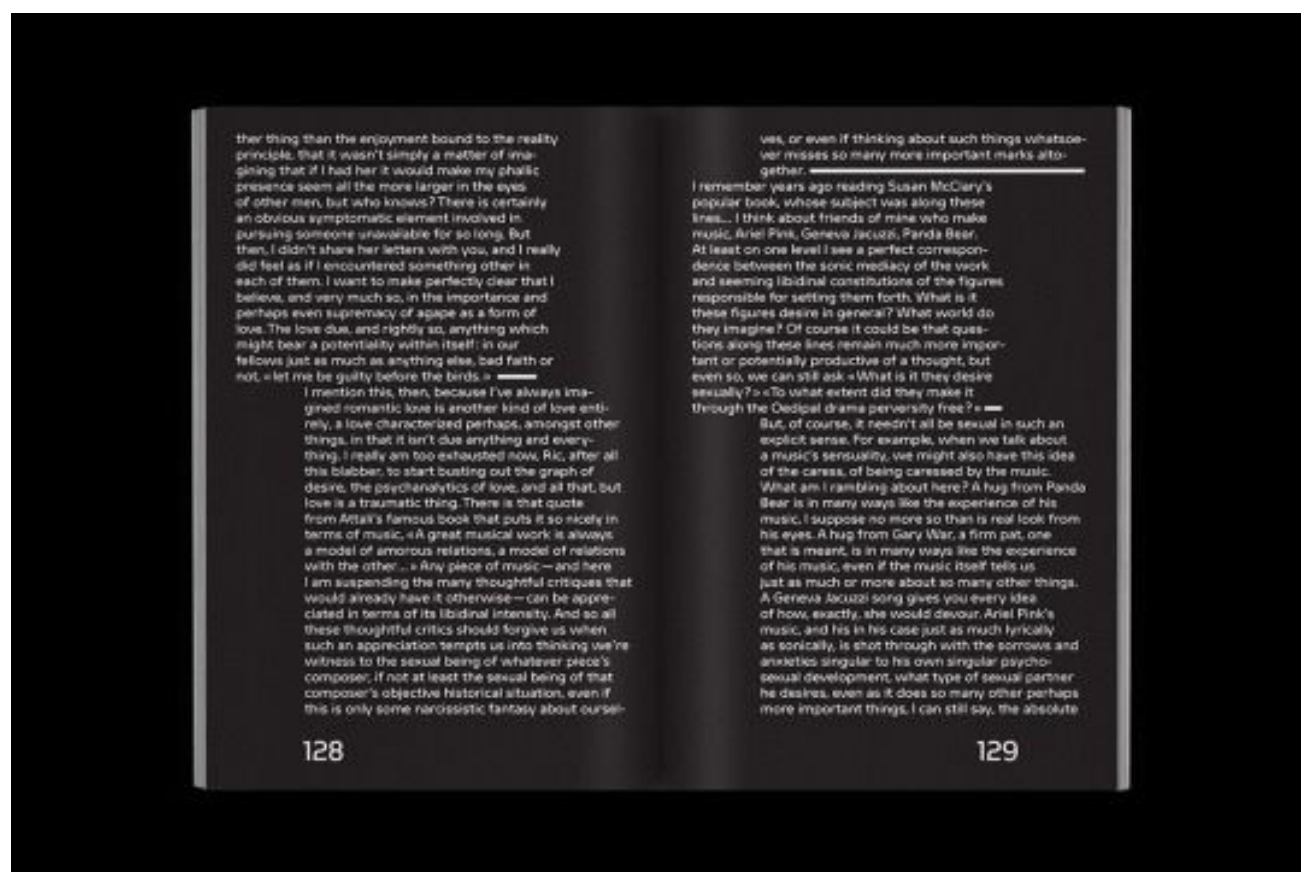 ther thing than the enjoyment bound to the reality
principle, that it wasn't simply a matter of ima-
gining that if I had her it would make my phallic
presence seem all the more larger in the eyes
of other men, but who knows? There is certainly
an obvious symptomatic element involved in
pursuing someone unavailable for so long. But
then, I didn't share her letters with you, and I really
did feel as if I encountered something other in
each of them. I want to make perfectly clear that I
believe, and very much so, in the importance and
perhaps even supremacy of agape as a form of
love. The love due, and rightly so, anything which
might bear a potentiality within itself: in our
fellows just as much as anything else, bad faith or
not, «let me be guilty before the birds.»
I mention this, then, because I've always ima-
gined romantic love is another kind of love enti-
rely, a love characterized perhaps, amongst other
things, in that it isn't due anything and every-
thing. I really am too exhausted now, Ric, after all
this blabber, to start busting out the graph of
desire, the psychanalytics of love, and all that, but
love is a traumatic thing. There is that quote
from Attali's famous book that puts it so nicely in
terms of music, «A great musical work is always
a model of amorous relations, a model of relations
with the other...» Any piece of music—and here
I am suspending the many thoughtful critiques that
would already have it otherwise—can be appre-
ciated in terms of its libidinal intensity. And so all
these thoughtful critics should forgive us when
such an appreciation tempts us into thinking we're
witness to the sexual being of whatever piece's
composer, if not at least the sexual being of that
composer's objective historical situation, even if
this is only some narcissistic fantasy about oursel-
128
ves, or even if thinking about such things whatsoe-
ver misses so many more important marks alto-
gether.
I remember years ago reading Susan McClary's
popular book, whose subject was along these
lines... I think about friends of mine who make
music, Ariel Pink, Geneva Jacuzzi, Panda Bear.
At least on one level I see a perfect correspon-
dence between the sonic mediacy of the work
and seeming libidinal constitutions of the figures
responsible for setting them forth. What is it
these figures desire in general? What world do
they imagine? Of course it could be that ques-
tions along these lines remain much more impor-
tant or potentially productive of a thought, but
even so, we can still ask «What is it they desire
sexually?» «To what extent did they make it
through the Oedipal drama perversity free?»
But, of course, it needn't all be sexual in such an
explicit sense. For example, when we talk about
a music's sensuality, we might also have this idea
of the caress, of being caressed by the music.
What am I rambling about here? A hug from Panda
Bear is in many ways like the experience of his
music, I suppose no more so than is real look from
his eyes. A hug from Gary War, a firm pat, one
that is meant, is in many ways like the experience
of his music, even if the music itself tells us
just as much or more about so many other things.
A Geneva Jacuzzi song gives you every idea
of how, exactly, she would devour. Ariel Pink's
music, and his in his case just as much lyrically
as sonically, is shot through with the sorrows and
anxieties singular to his own singular psycho-
sexual development, what type of sexual partner
he desires, even as it does so many other perhaps
more important things. I can still say, the absolute
129